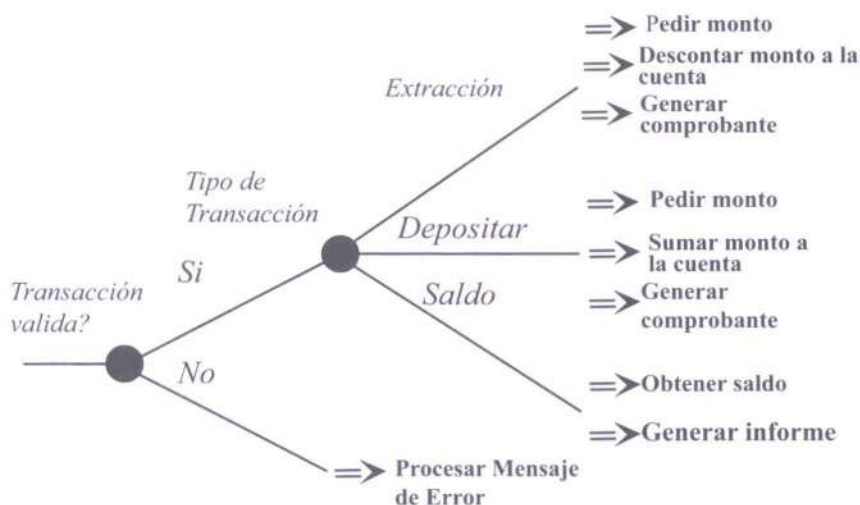 Pedir monto
Descontar monto a la
cuenta
Extracción
Generar
comprobante
Tipo de
Transacción
Pedir monto
Depositar
Sumar monto a
la cuenta
Si
Saldo
Generar
comprobante
Transacción
valida?
No
Obtener saldo
Generar informe
Procesar Mensaje
de Error